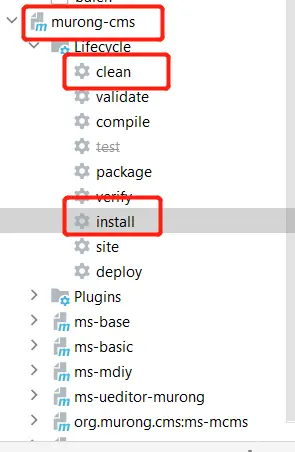 murong-cms
Lifecycle
clean
validate
compile
test
package
verify
install
site
deploy
Plugins
ms-base
ms-basic
ms-mdiy
ms-ueditor-murong
org.murong.cms:ms-mcms